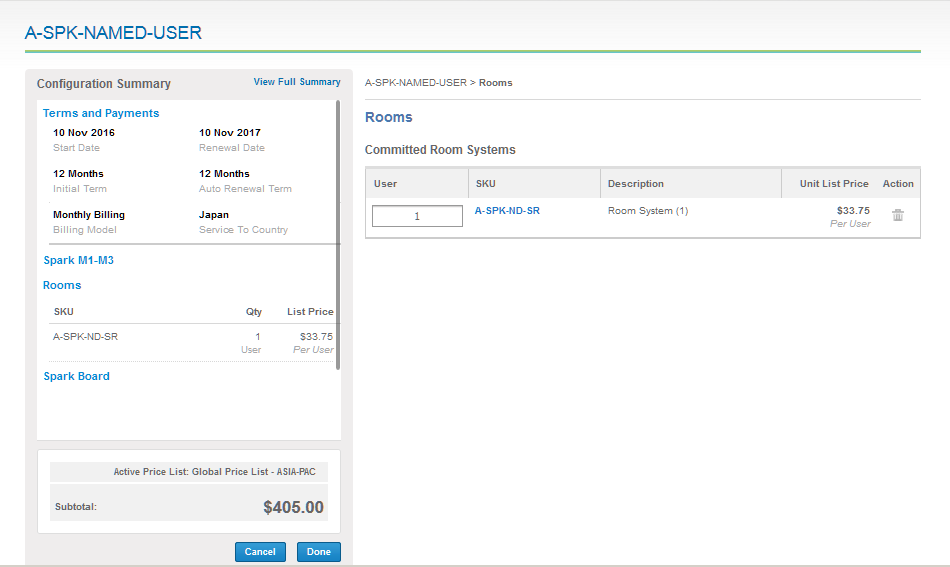 A-SPK-NAMED-USER
Configuration Summary View Full Summary
Terms and Payments
10 Nov 2016 10 Nov 2017
Start Date Renewal Date
12 Months 12 Months
Initial Term Auto Renewal Term
Monthly Billing Japan
Billing Model Service To Country
Spark M1-M3
Rooms
SKU Qty List Price
A-SPK-ND-SR 1 $33.75
User Per User
Spark Board
Active Price List: Global Price List - ASIA-PAC
Subtotal: $405.00
Cancel Done
A-SPK-NAMED-USER > Rooms
Rooms
Committed Room Systems
User SKU Description Unit List Price Action
1 A-SPK-ND-SR Room System (1) $33.75
Per User